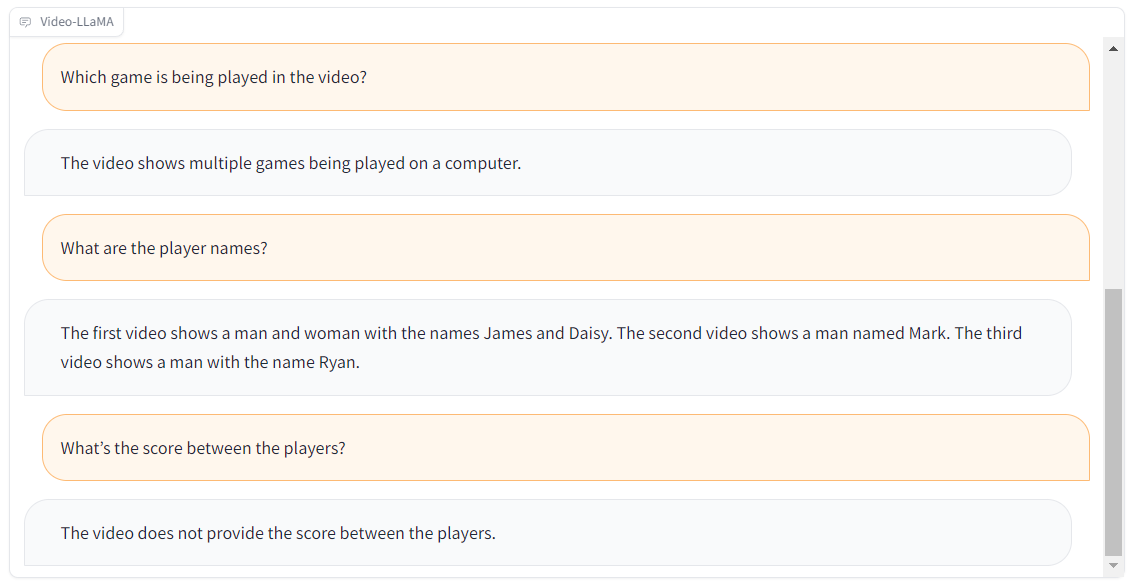 Video-LLaMA
Which game is being played in the video?
The video shows multiple games being played on a computer.
What are the player names?
The first video shows a man and woman with the names James and Daisy. The second video shows a man named Mark. The third
video shows a man with the name Ryan.
What’s the score between the players?
The video does not provide the score between the players.